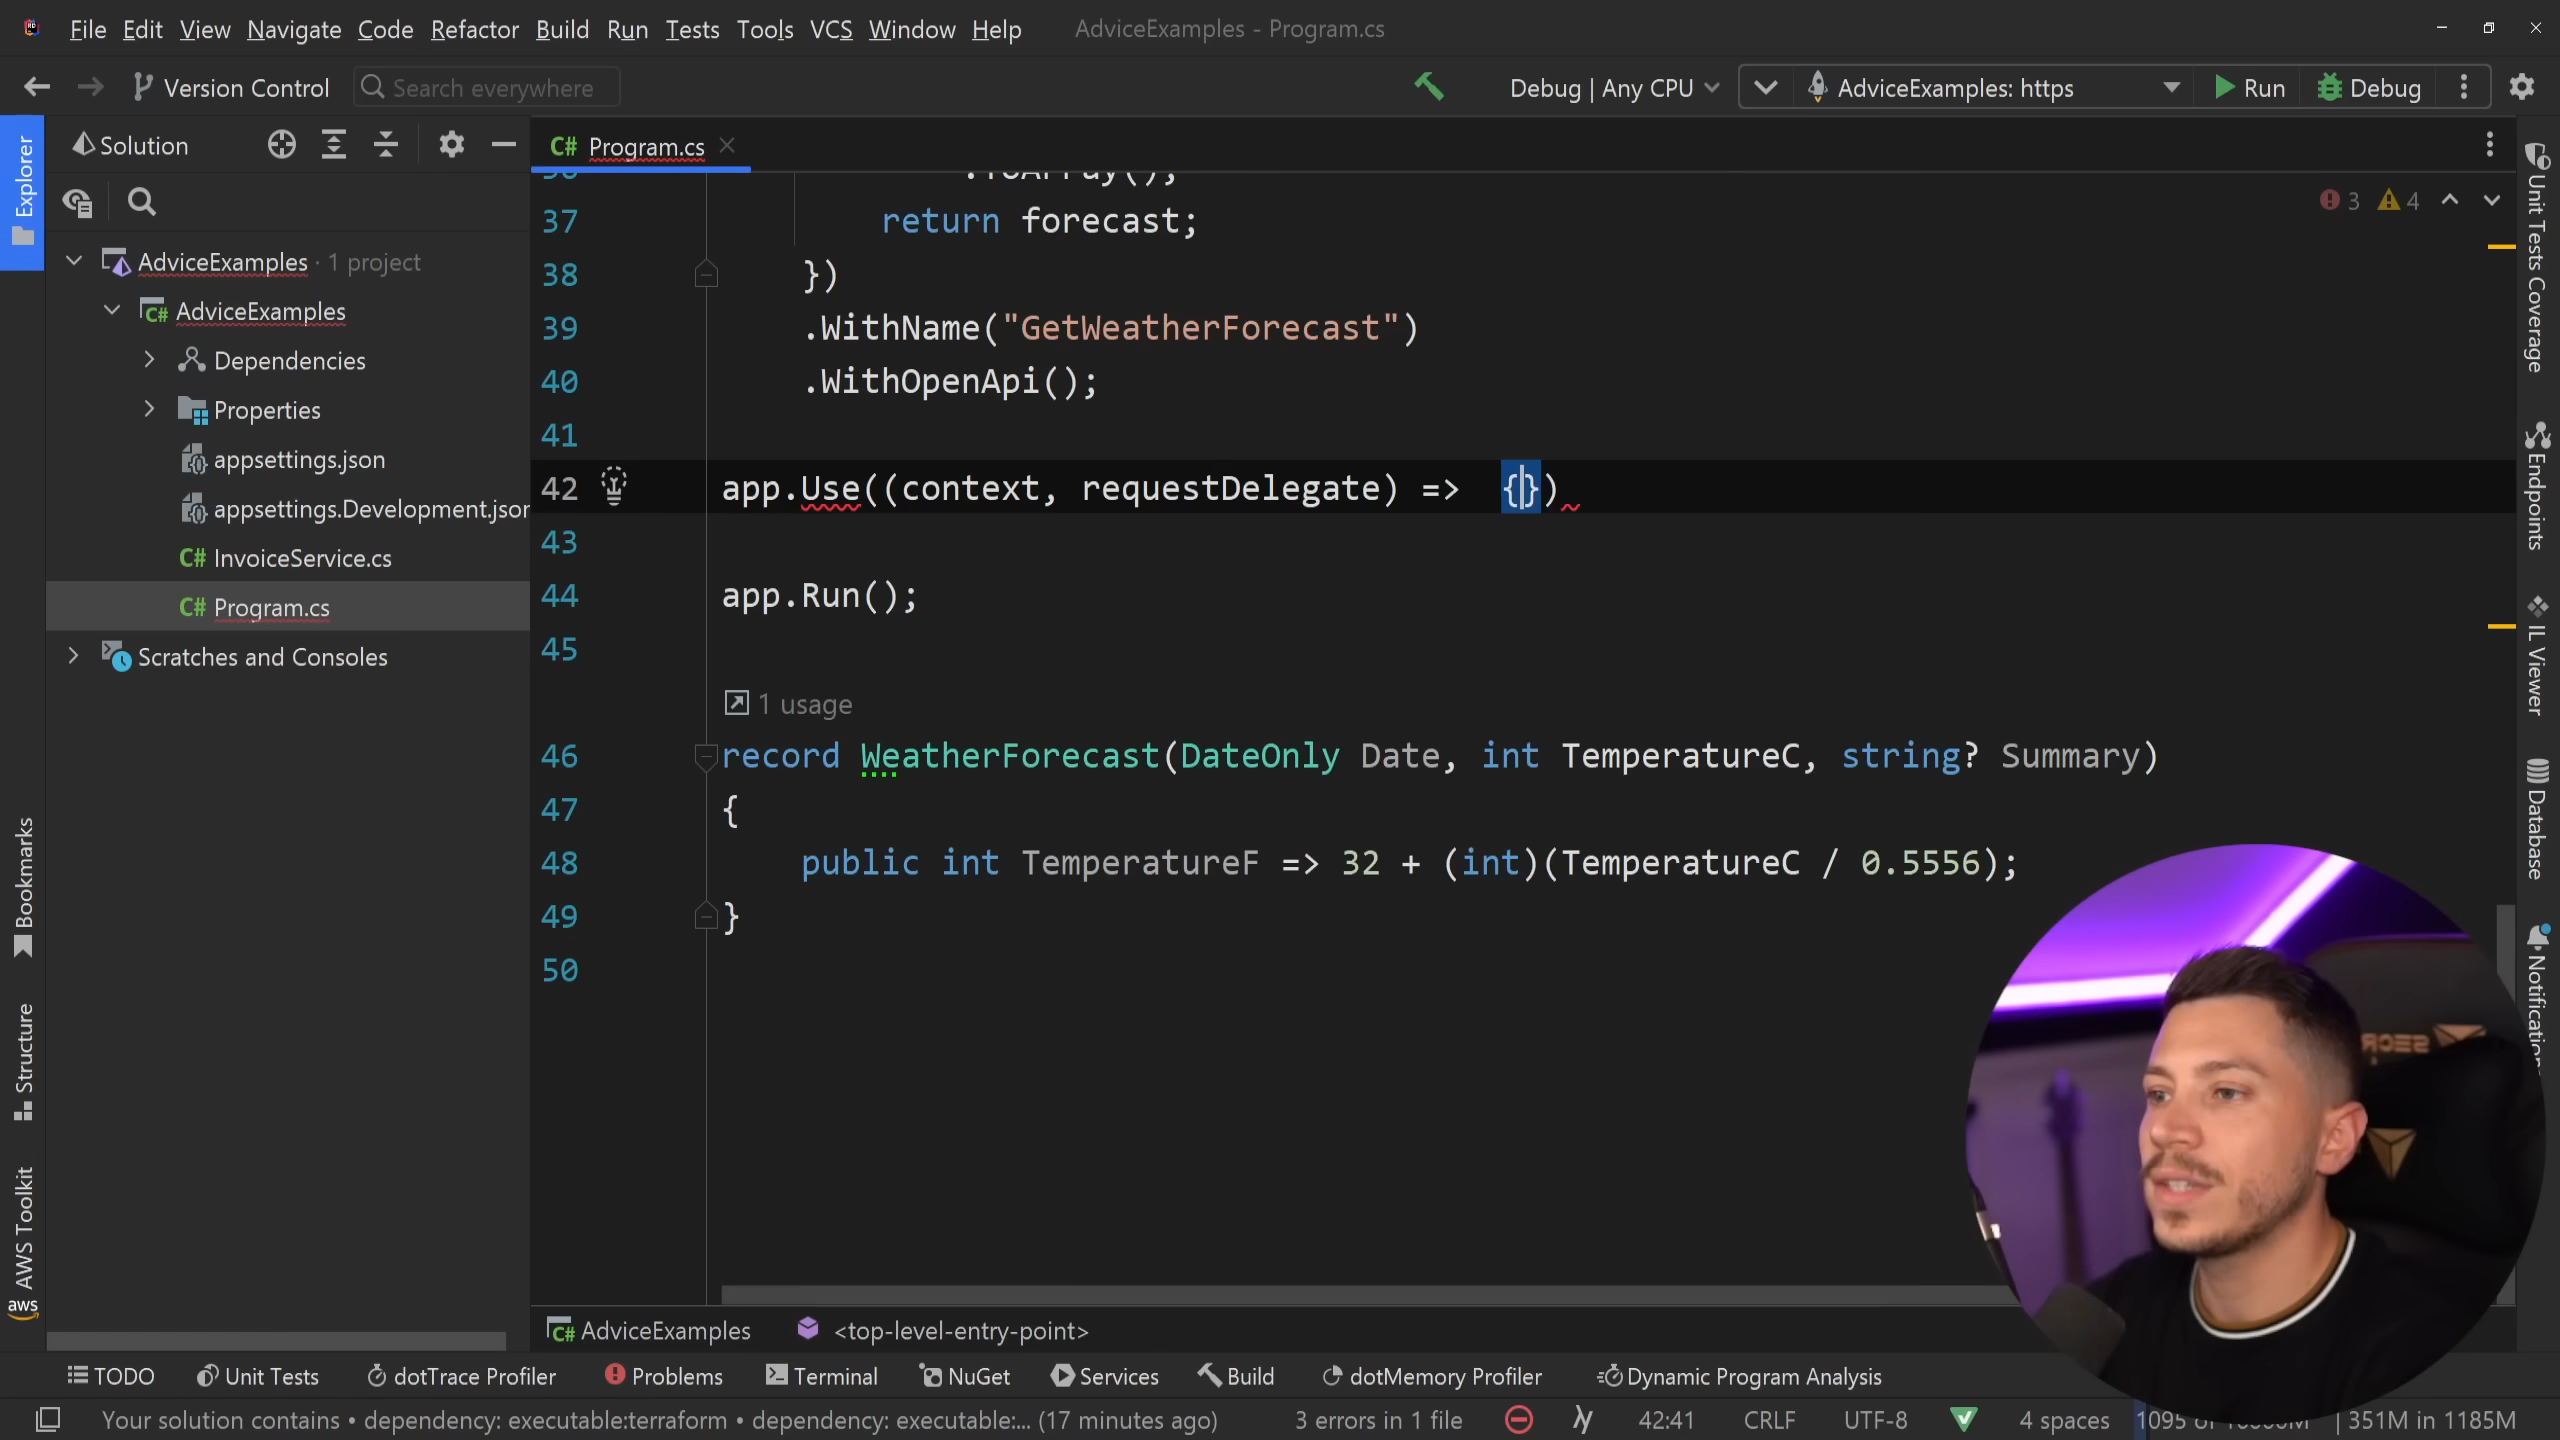 File Edit View Navigate Code Refactor Build Run Tests Tools VCS Window Help AdviceExamples - Program.cs
Version Control Search everywhere Debug | Any CPU AdviceExamples: https Run Debug
Explorer
Solution
C# Program.cs
AdviceExamples · 1 project
C# AdviceExamples
Dependencies
Properties
appsettings.json
appsettings.Development.json
C# InvoiceService.cs
C# Program.cs
Scratches and Consoles
Bookmarks
Structure
AWS Toolkit
aws
3 4
37 return forecast;
38 })
39 .WithName("GetWeatherForecast")
40 .WithOpenApi();
41
42 app.Use((context, requestDelegate) => {})
43
44 app.Run();
45
1 usage
46 record WeatherForecast(DateOnly Date, int TemperatureC, string? Summary)
47 {
48 public int TemperatureF => 32 + (int)(TemperatureC / 0.5556);
49 }
50
Unit Tests Coverage
Endpoints
IL Viewer
Database
SECR
C# AdviceExamples <top-level-entry-point>
TODO Unit Tests dotTrace Profiler Problems Terminal NuGet Services Build dotMemory Profiler Dynamic Program Analysis
Your solution contains • dependency: executable:terraform • dependency: executable:... (17 minutes ago) 3 errors in 1 file 42:41 CRLF UTF-8 4 spaces 1095 of 351M in 1185M